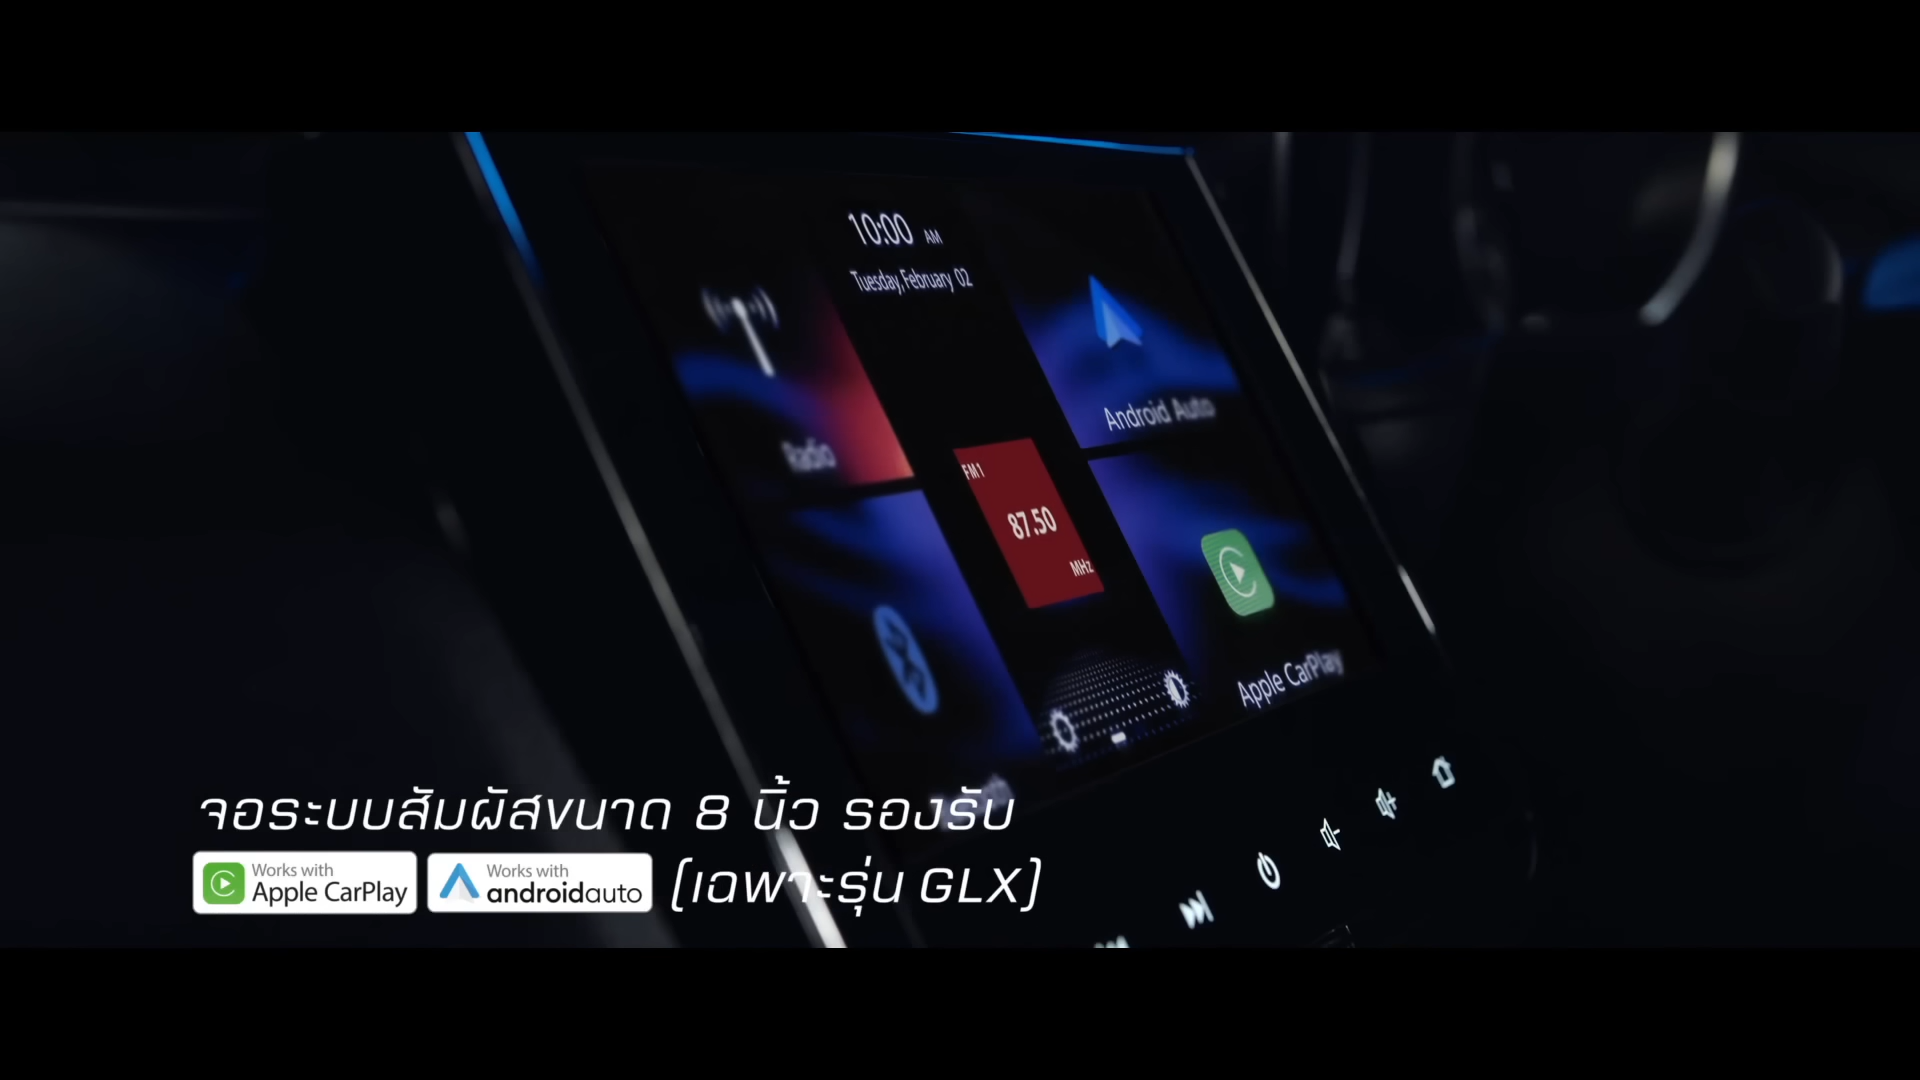 10:00 AM
Tuesday, February 02
Radio
Android Auto
FM1
87.50
MHz
Apple CarPlay
จอระบบสัมผัสขนาด 8 นิ้ว รองรับ
Works with
Apple CarPlay
Works with
androidauto
(เฉพาะรุ่น GLX)